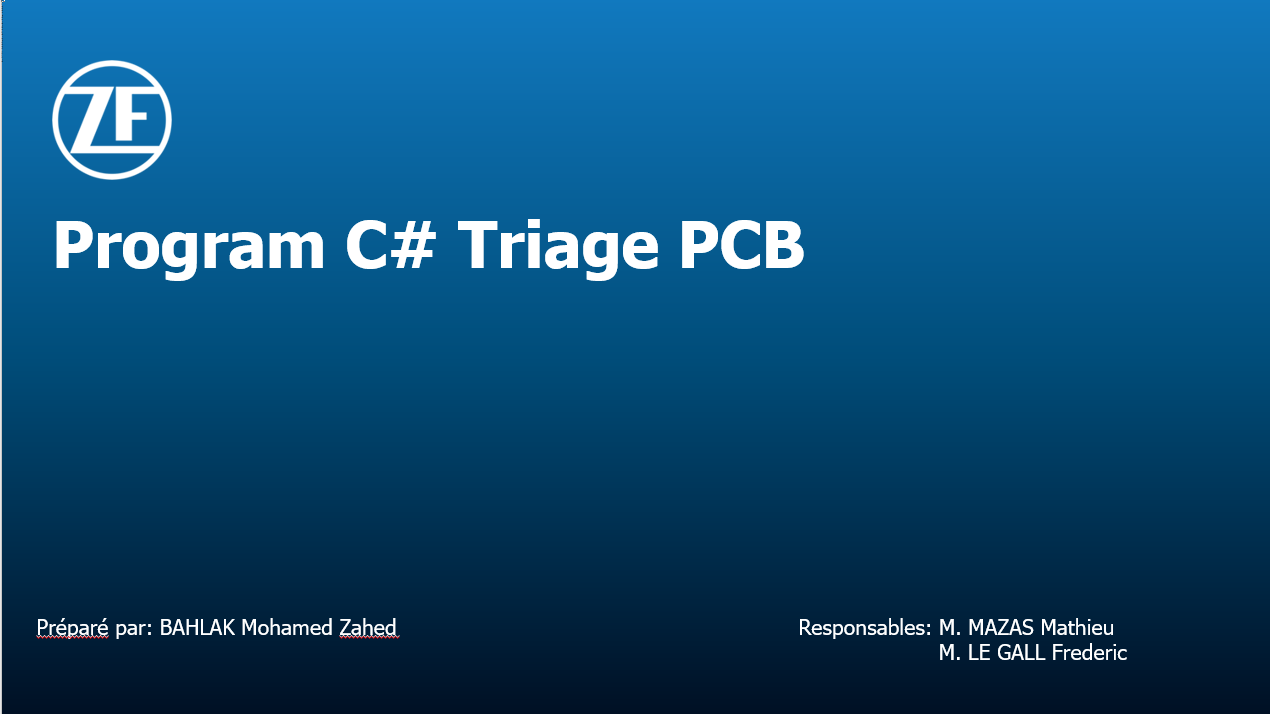 ZF
Program C# Triage PCB
Préparé par: BAHLAK Mohamed Zahed
Responsables: M. MAZAS Mathieu
M. LE GALL Frederic